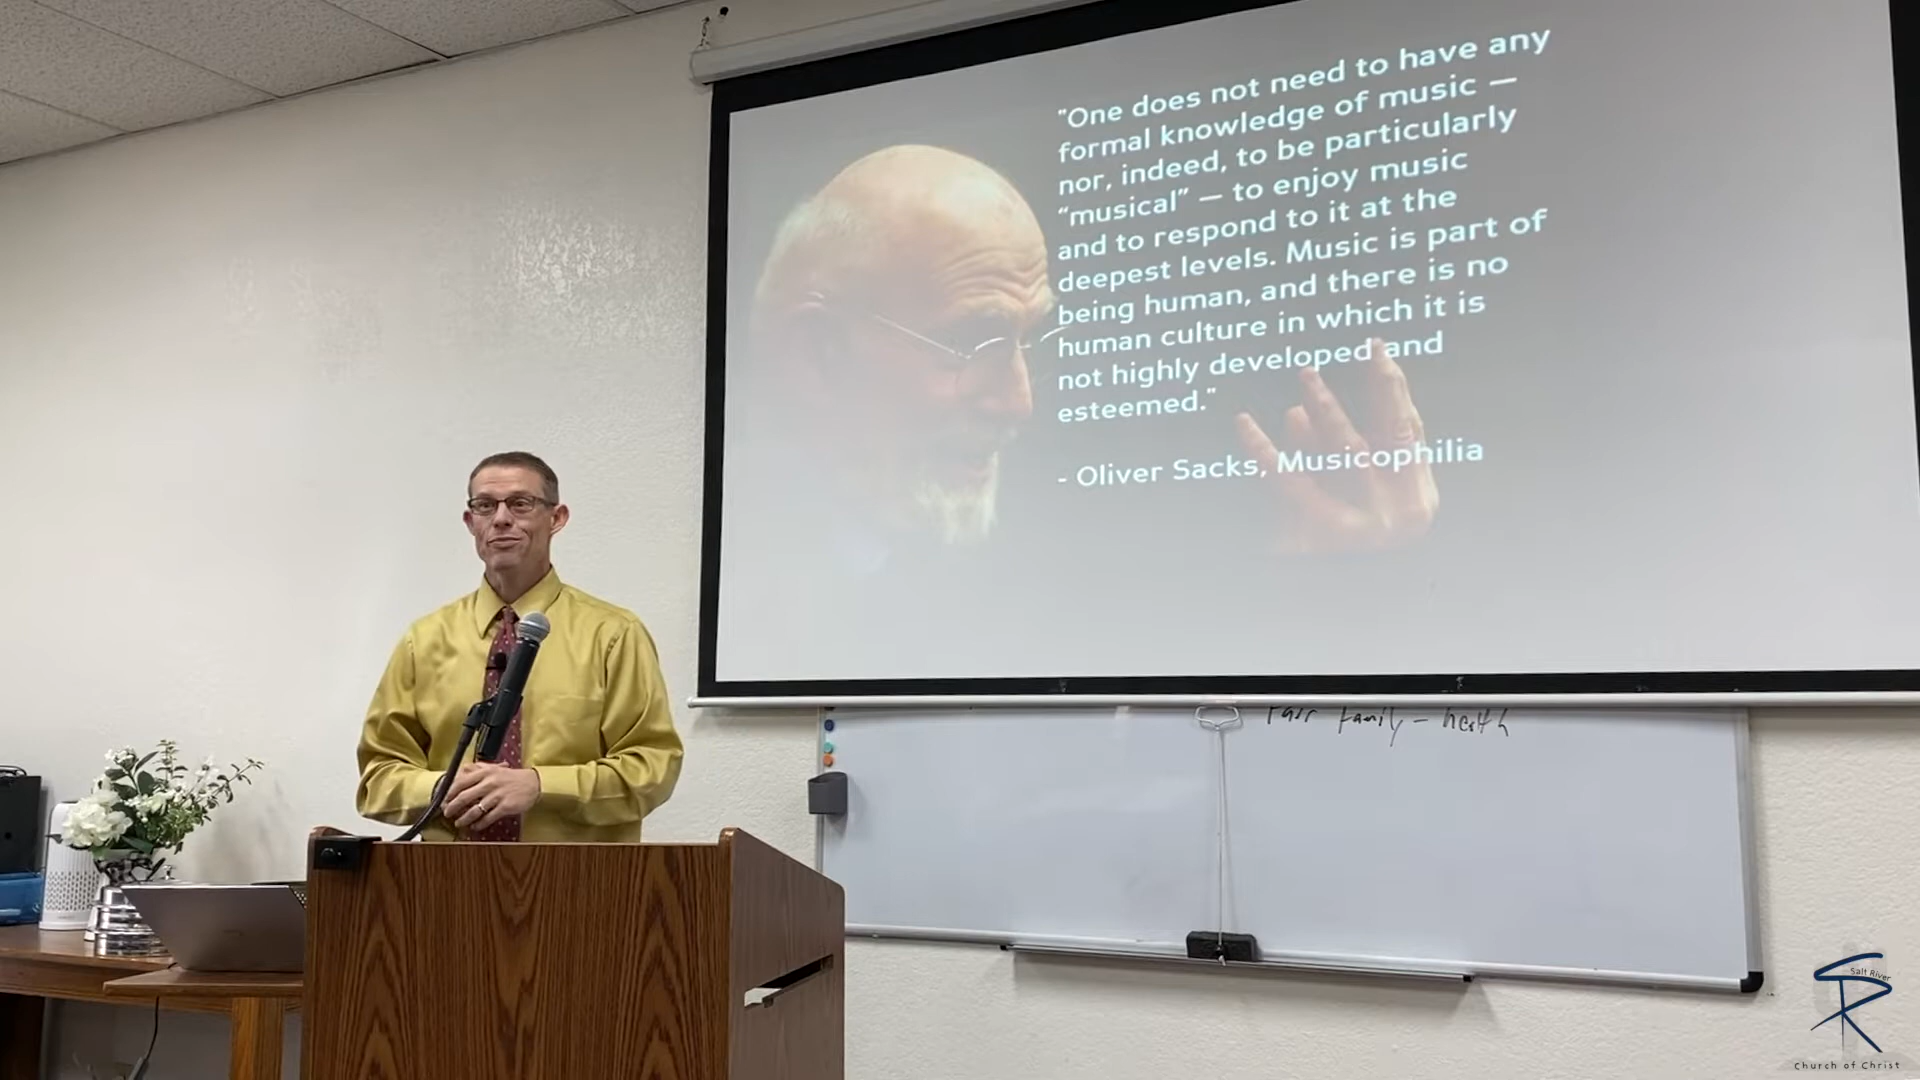 "One does not need to have any
formal knowledge of music —
nor, indeed, to be particularly
“musical” — to enjoy music
and to respond to it at the
deepest levels. Music is part of
being human, and there is no
human culture in which it is
not highly developed and
esteemed."
- Oliver Sacks, Musicophilia
family –
Salt River
Church of Christ